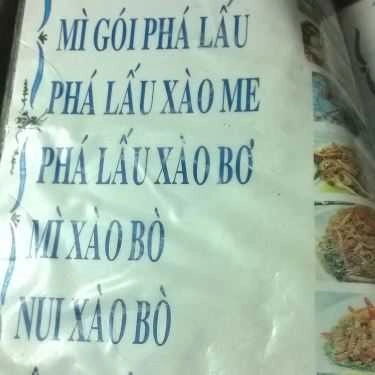 MÌ GÓI PHÁ LẤU
PHÁ LẤU XÀO ME
PHÁ LẤU XÀO BƠ
MÌ XÀO BÒ
NUI XÀO BÒ